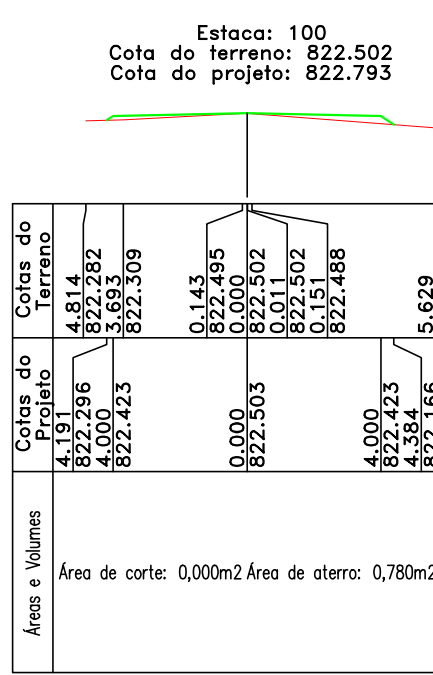 Estaca: 100
Cota do terreno: 822.502
Cota do projeto: 822.793
Cotas do
Terreno
4.814
822.282
3.693
822.309
0.143
822.495
0.000
822.502
0.011
822.502
0.151
822.488
5.629
Cotas do
Projeto
4.191
822.296
4.000
822.423
0.000
822.503
4.000
822.423
4.384
822.166
Áreas e Volumes
Área de corte: 0,000m2 Área de aterro: 0,780m2